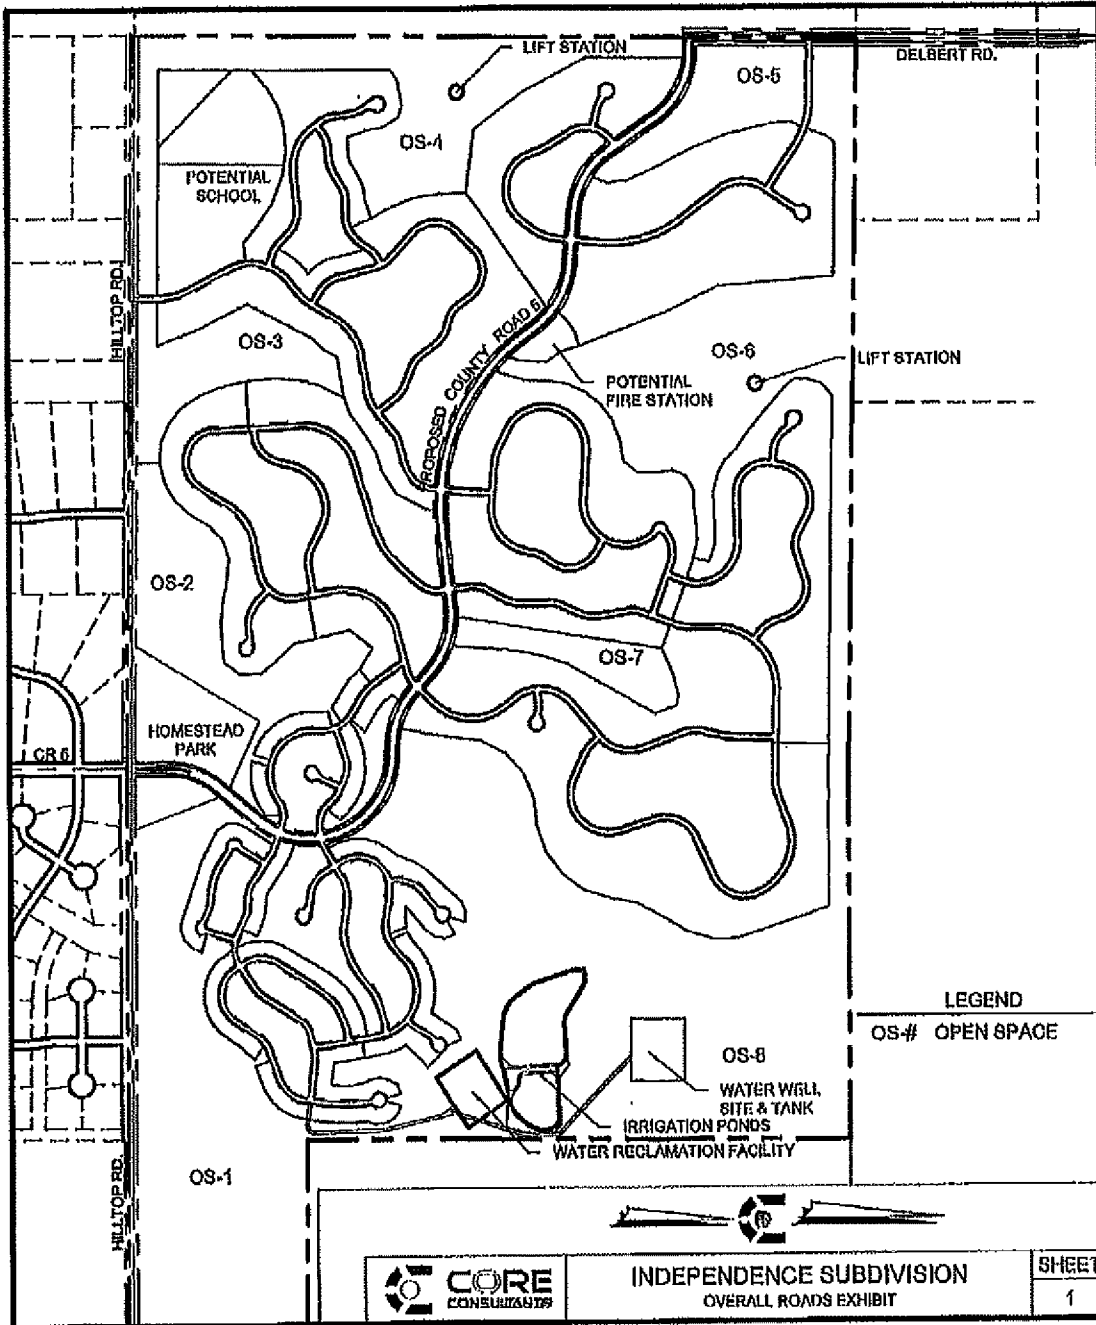 LIFT STATION
DELBERT RD.
OS-5
OS-4
POTENTIAL
SCHOOL
HILLTOP RD.
PROPOSED COUNTY ROAD 5
OS-3
OS-6
LIFT STATION
POTENTIAL
FIRE STATION
OS-2
OS-7
HOMESTEAD
PARK
CR 5
LEGEND
OS-# OPEN SPACE
OS-8
WATER WELL
SITE & TANK
IRRIGATION PONDS
WATER RECLAMATION FACILITY
OS-1
HILLTOP RD.
CORE
CONSULTANTS
INDEPENDENCE SUBDIVISION
OVERALL ROADS EXHIBIT
SHEET
1